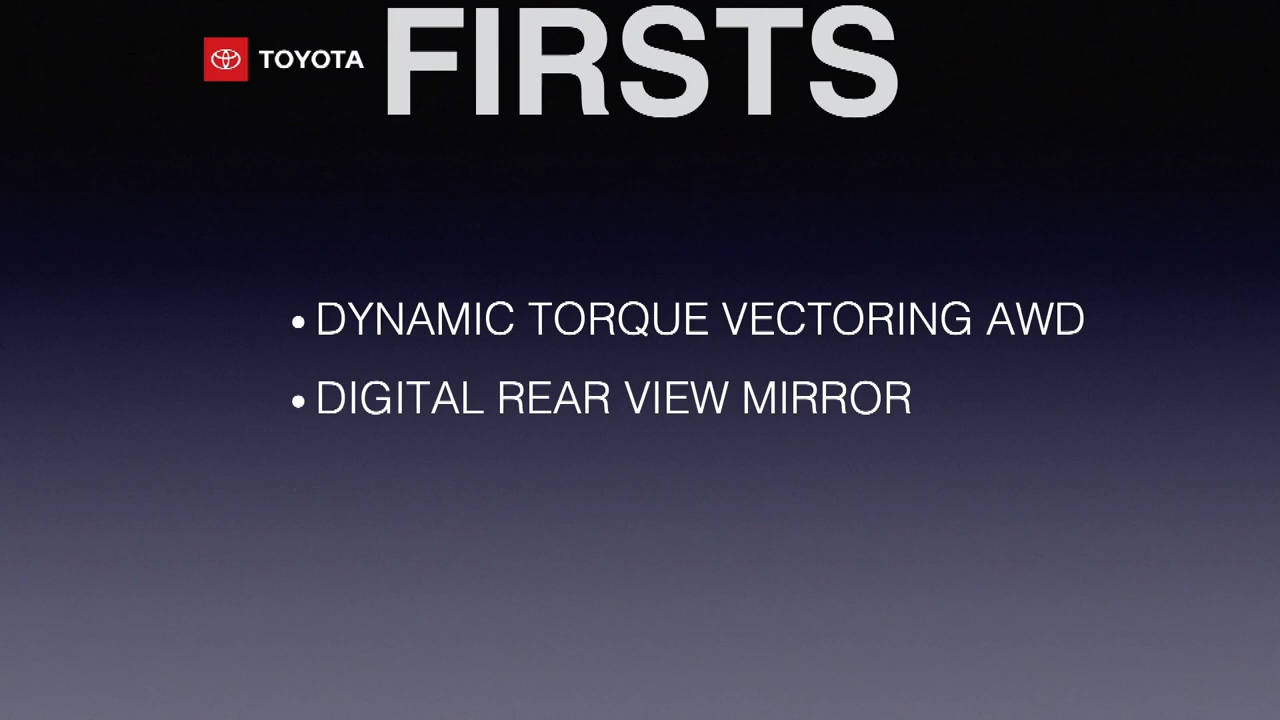 TOYOTA FIRSTS
• DYNAMIC TORQUE VECTORING AWD
• DIGITAL REAR VIEW MIRROR